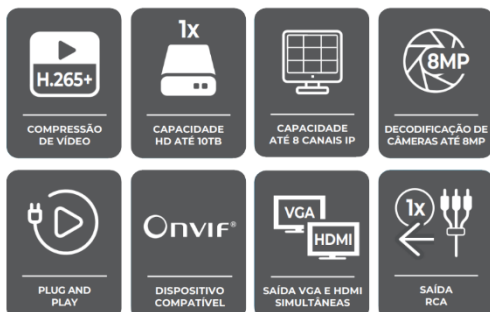 H.265+
COMPRESSÃO
DE VÍDEO
1x
CAPACIDADE
HD ATÉ 10TB
CAPACIDADE
ATÉ 8 CANAIS IP
8MP
DECODIFICAÇÃO DE
CÂMERAS ATÉ 8MP
PLUG AND
PLAY
ONVIF®
DISPOSITIVO
COMPATÍVEL
VGA
HDMI
SAÍDA VGA E HDMI
SIMULTÂNEAS
1x
SAÍDA
RCA